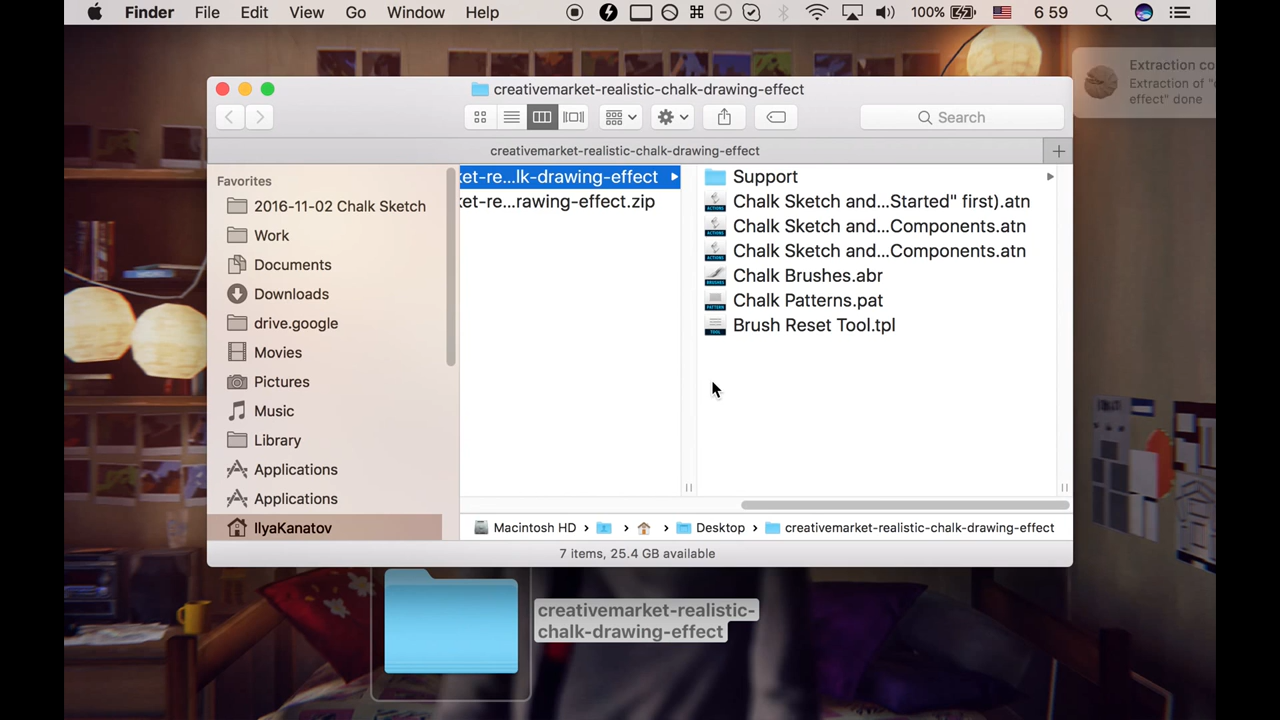 Finder File Edit View Go Window Help 100% 6 59
Extraction co
Extraction of "
effect" done
creativemarket-realistic-chalk-drawing-effect
Search
creativemarket-realistic-chalk-drawing-effect
Favorites
2016-11-02 Chalk Sketch
Work
Documents
Downloads
drive.google
Movies
Pictures
Music
Library
Applications
Applications
IlyaKanatov
ket-re...lk-drawing-effect
ket-re...rawing-effect.zip
Support
Chalk Sketch and...Started" first).atn
Chalk Sketch and...Components.atn
Chalk Sketch and...Components.atn
Chalk Brushes.abr
Chalk Patterns.pat
Brush Reset Tool.tpl
Macintosh HD › › › Desktop › creativemarket-realistic-chalk-drawing-effect
7 items, 25.4 GB available
creativemarket-realistic-
chalk-drawing-effect